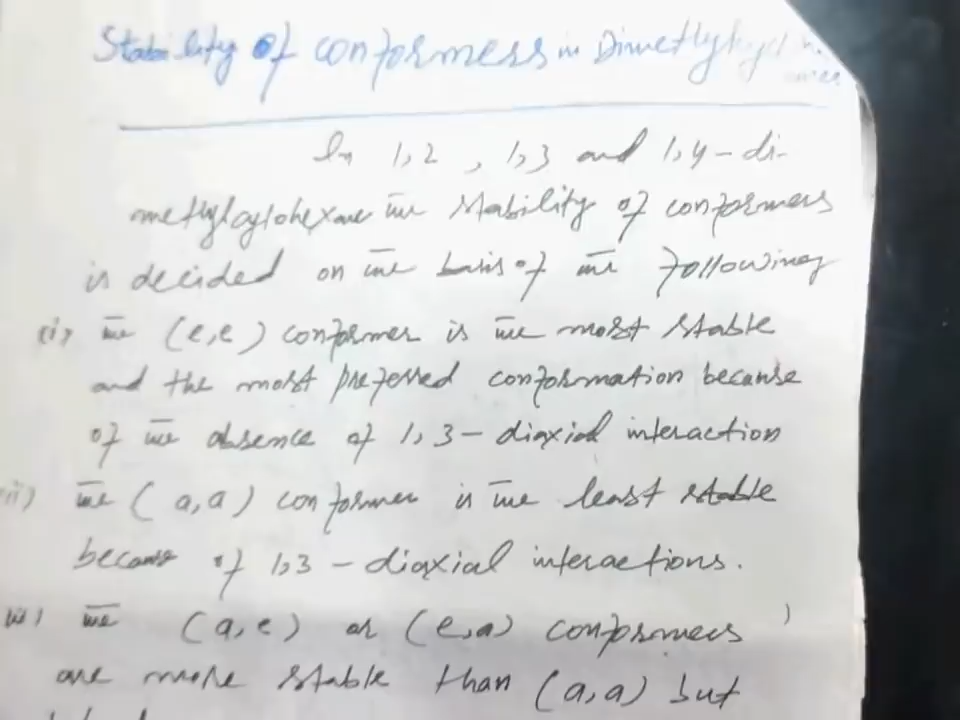 Stability of conformess in Dimethylcycl
In 1,2 , 1,3 and 1,4-di-
methylcyclohexane the stability of conformers
is decided on the basis of the following
(i) the (e,e) conformer is the most stable
and the most preferred conformation because
of the absence of 1,3-diaxial interaction
(ii) the (a,a) conformer is the least stable
because of 1,3-diaxial interactions.
(iii) the (a,e) or (e,a) conformers
are more stable than (a,a) but